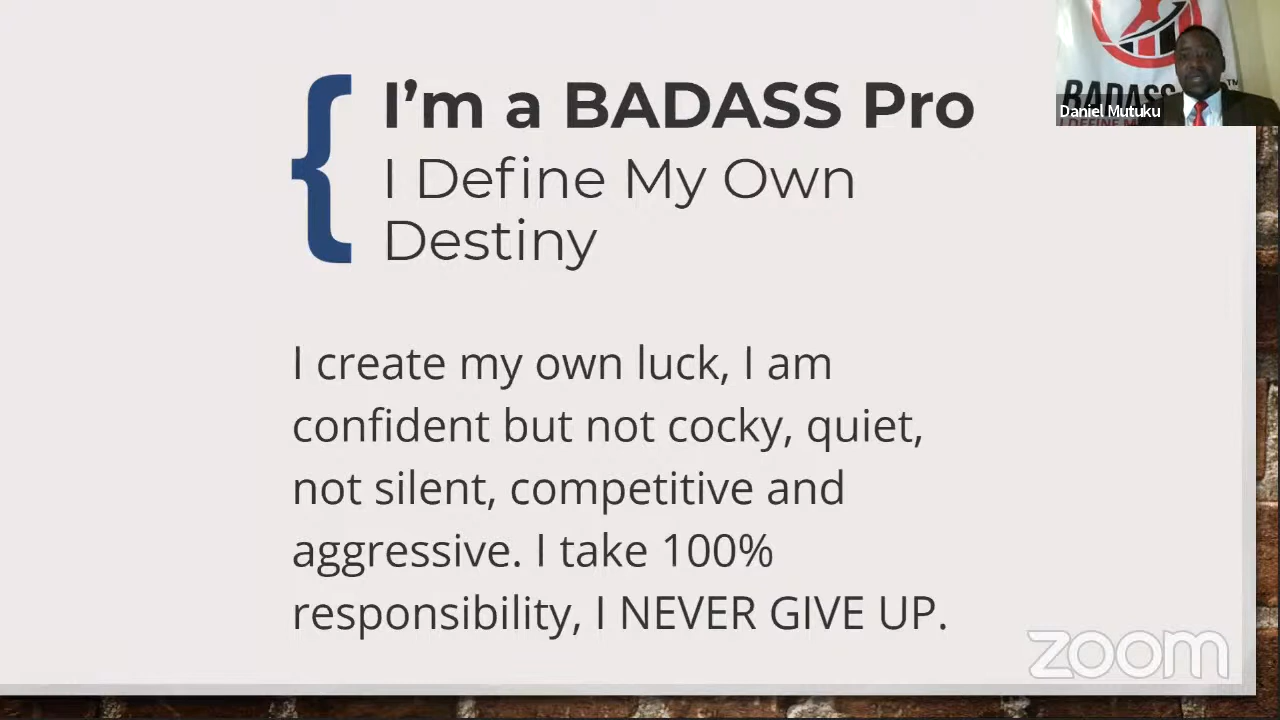 I'm a BADASS Pro
I Define My Own
Destiny
I create my own luck, I am
confident but not cocky, quiet,
not silent, competitive and
aggressive. I take 100%
responsibility, I NEVER GIVE UP.
BADASS
Daniel Mutuku
zoom